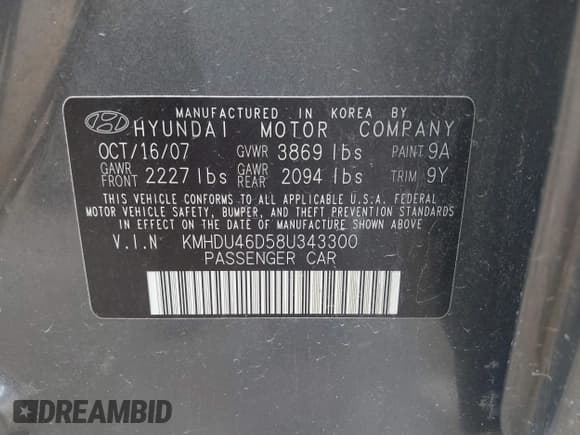 MANUFACTURED IN KOREA BY
HYUNDAI MOTOR COMPANY
OCT/16/07 GVWR 3869 lbs PAINT 9A
GAWR FRONT 2227 lbs GAWR REAR 2094 lbs TRIM 9Y
THIS VEHICLE CONFORMS TO ALL APPLICABLE U.S.A. FEDERAL
MOTOR VEHICLE SAFETY, BUMPER, AND THEFT PREVENTION STANDARDS
IN EFFECT ON THE DATE OF MANUFACTURE SHOWN ABOVE.
V.I.N KMHDU46D58U343300
PASSENGER CAR
DREAMBID